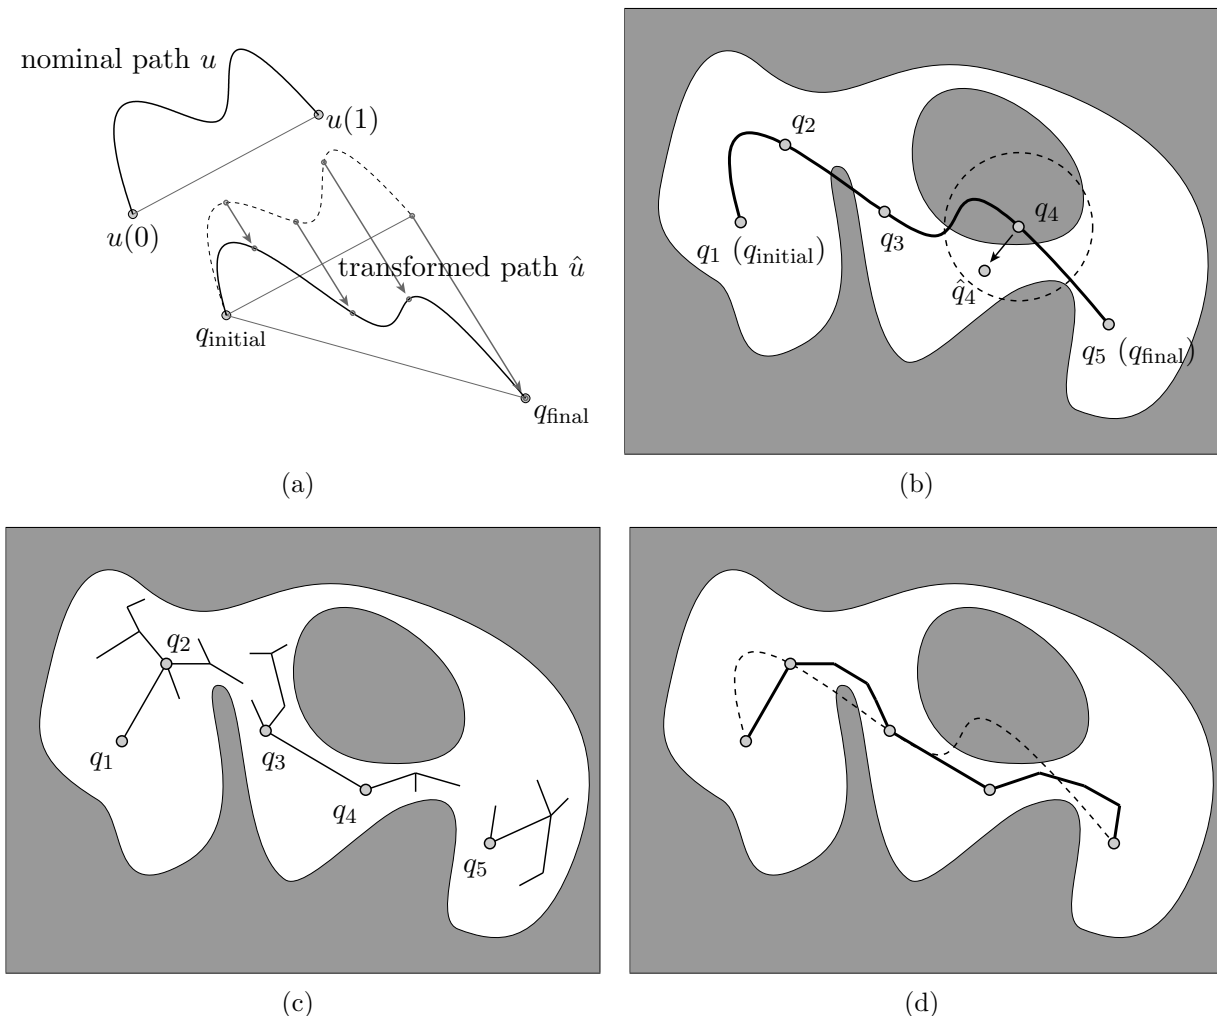 nominal path u
u(1)
u(0)
transformed path û
q_initial
q_final
(a)
q_2
q_4
q_3
q_1 (q_initial)
q̂_4
q_5 (q_final)
(b)
q_2
q_1
q_3
q_4
q_5
(c)
(d)